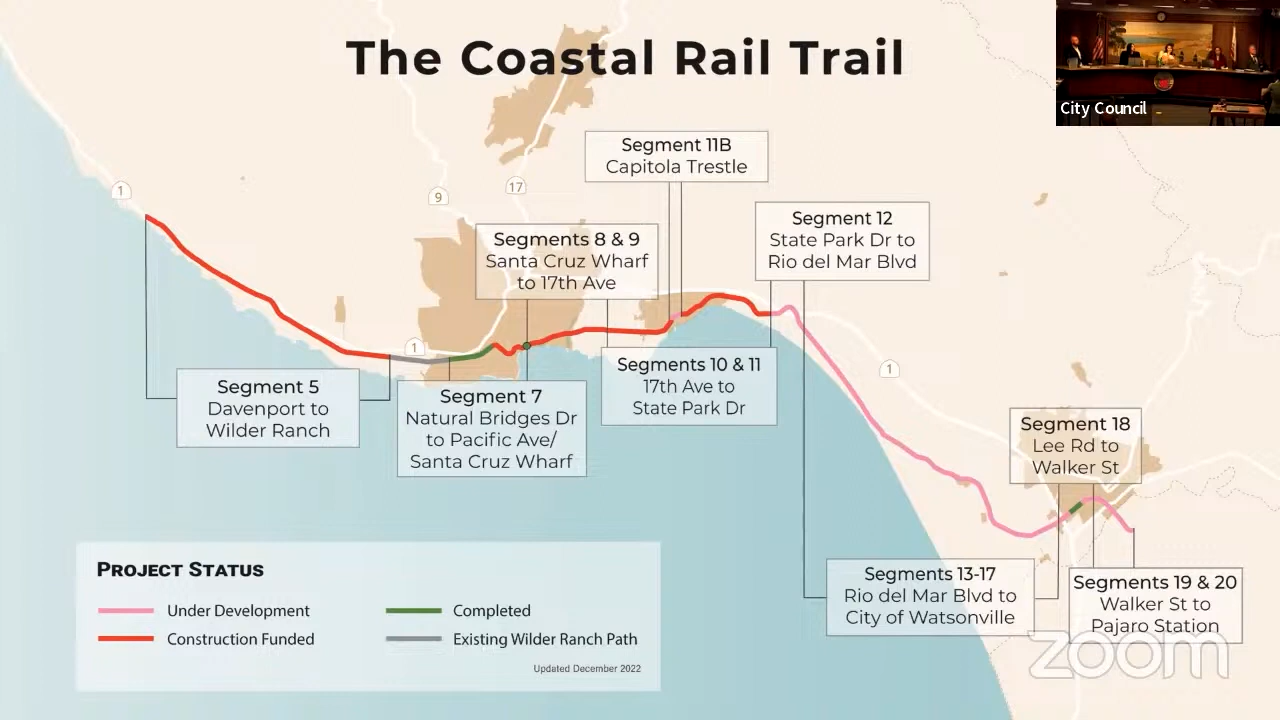 The Coastal Rail Trail
City Council
Segment 11B
Capitola Trestle
1
9
17
Segment 12
State Park Dr to
Rio del Mar Blvd
Segments 8 & 9
Santa Cruz Wharf
to 17th Ave
1
1
Segments 10 & 11
17th Ave to
State Park Dr
Segment 5
Davenport to
Wilder Ranch
Segment 7
Natural Bridges Dr
to Pacific Ave/
Santa Cruz Wharf
Segment 18
Lee Rd to
Walker St
Segments 13-17
Rio del Mar Blvd to
City of Watsonville
Segments 19 & 20
Walker St to
Pajaro Station
PROJECT STATUS
Under Development
Completed
Construction Funded
Existing Wilder Ranch Path
Updated December 2022
zoom